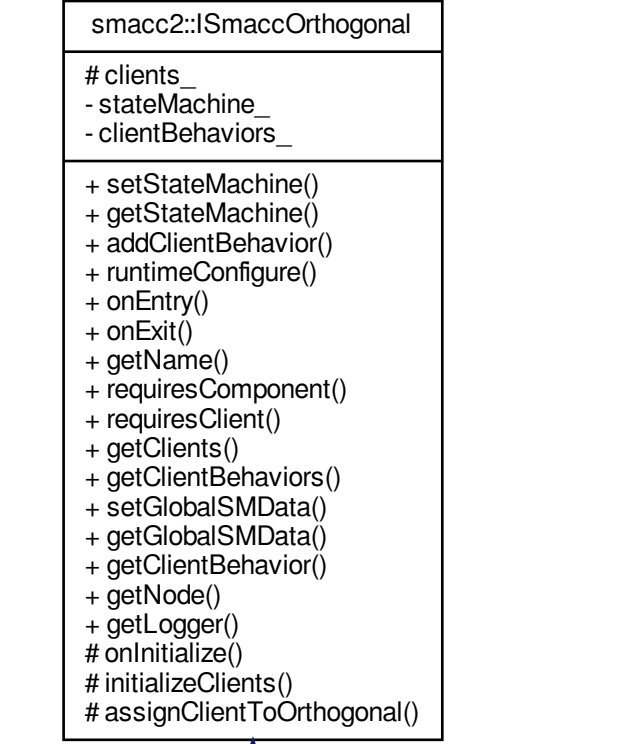 smacc2::ISmaccOrthogonal
# clients_
- stateMachine_
- clientBehaviors_
+ setStateMachine()
+ getStateMachine()
+ addClientBehavior()
+ runtimeConfigure()
+ onEntry()
+ onExit()
+ getName()
+ requiresComponent()
+ requiresClient()
+ getClients()
+ getClientBehaviors()
+ setGlobalSMData()
+ getGlobalSMData()
+ getClientBehavior()
+ getNode()
+ getLogger()
# onInitialize()
# initializeClients()
# assignClientToOrthogonal()